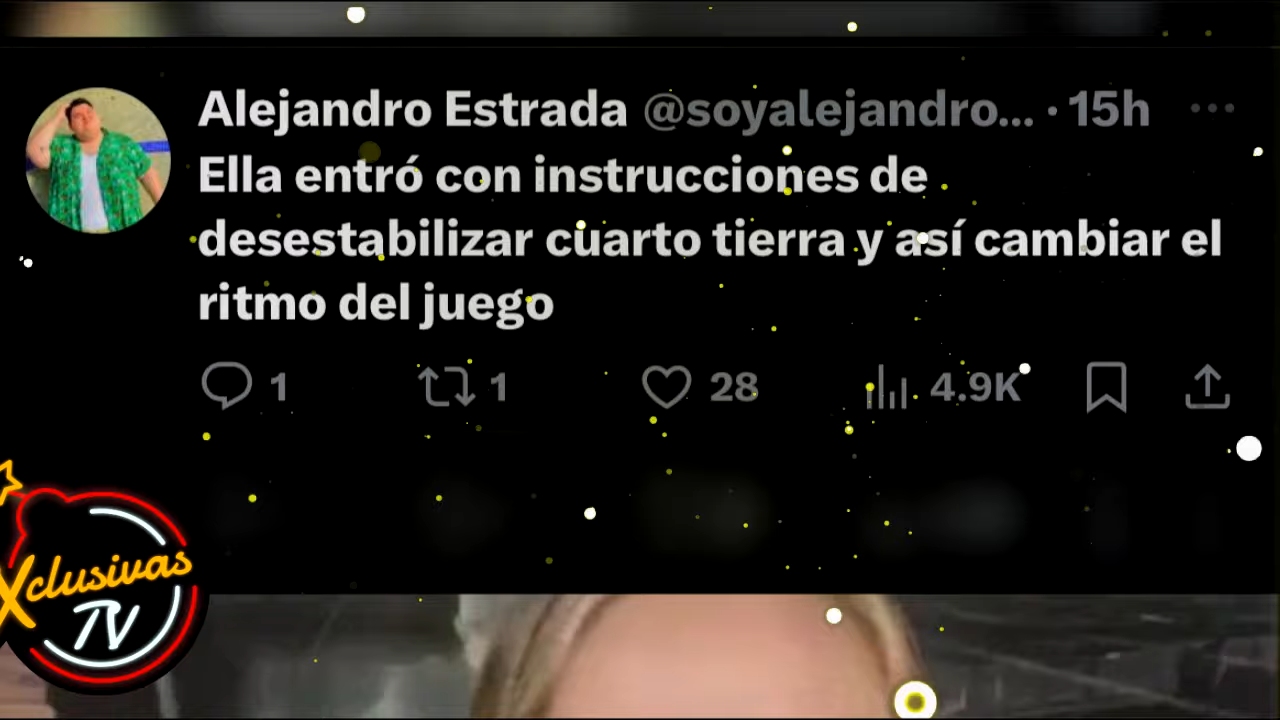 Alejandro Estrada @soyalejandro... · 15h ...
Ella entró con instrucciones de
desestabilizar cuarto tierra y así cambiar el
ritmo del juego
1 1 28 4.9K
Xclusivas
TV